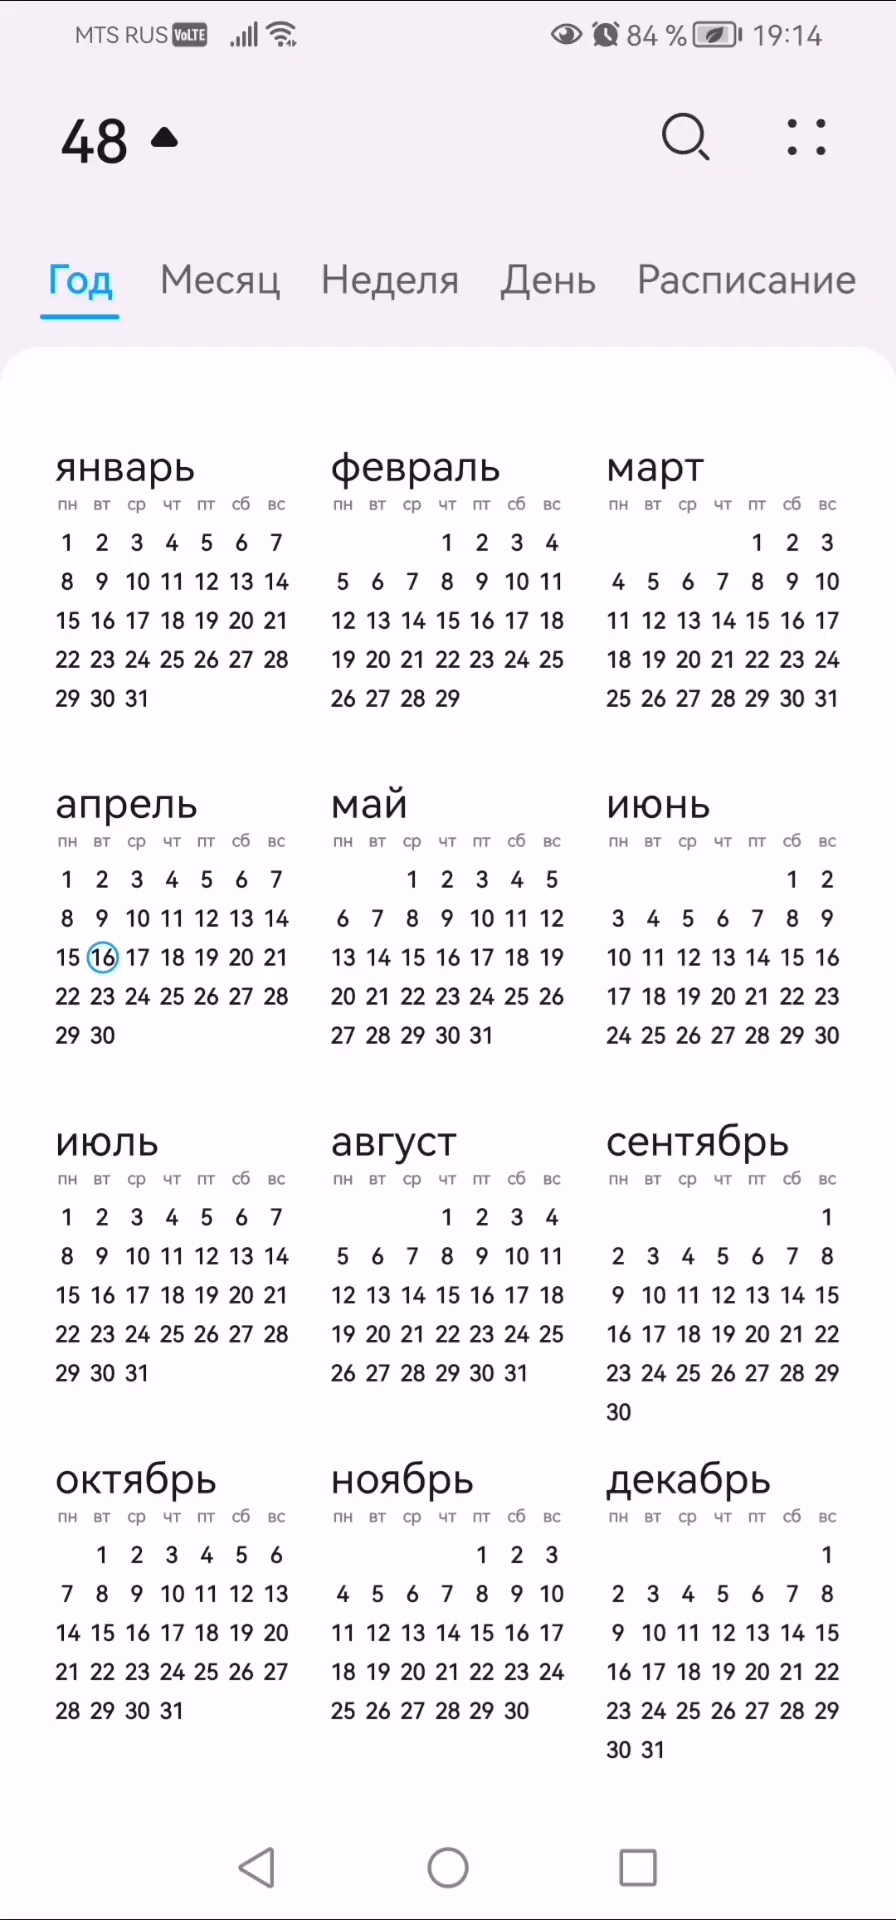 MTS RUS VoLTE 84 % 19:14
48
Год Месяц Неделя День Расписание
январь февраль март
пн вт ср чт пт сб вс пн вт ср чт пт сб вс пн вт ср чт пт сб вс
1 2 3 4 5 6 7 1 2 3 4 1 2 3
8 9 10 11 12 13 14 5 6 7 8 9 10 11 4 5 6 7 8 9 10
15 16 17 18 19 20 21 12 13 14 15 16 17 18 11 12 13 14 15 16 17
22 23 24 25 26 27 28 19 20 21 22 23 24 25 18 19 20 21 22 23 24
29 30 31 26 27 28 29 25 26 27 28 29 30 31
апрель май июнь
пн вт ср чт пт сб вс пн вт ср чт пт сб вс пн вт ср чт пт сб вс
1 2 3 4 5 6 7 1 2 3 4 5 1 2
8 9 10 11 12 13 14 6 7 8 9 10 11 12 3 4 5 6 7 8 9
15 16 17 18 19 20 21 13 14 15 16 17 18 19 10 11 12 13 14 15 16
22 23 24 25 26 27 28 20 21 22 23 24 25 26 17 18 19 20 21 22 23
29 30 27 28 29 30 31 24 25 26 27 28 29 30
июль август сентябрь
пн вт ср чт пт сб вс пн вт ср чт пт сб вс пн вт ср чт пт сб вс
1 2 3 4 5 6 7 1 2 3 4 1
8 9 10 11 12 13 14 5 6 7 8 9 10 11 2 3 4 5 6 7 8
15 16 17 18 19 20 21 12 13 14 15 16 17 18 9 10 11 12 13 14 15
22 23 24 25 26 27 28 19 20 21 22 23 24 25 16 17 18 19 20 21 22
29 30 31 26 27 28 29 30 31 23 24 25 26 27 28 29
30
октябрь ноябрь декабрь
пн вт ср чт пт сб вс пн вт ср чт пт сб вс пн вт ср чт пт сб вс
1 2 3 4 5 6 1 2 3 1
7 8 9 10 11 12 13 4 5 6 7 8 9 10 2 3 4 5 6 7 8
14 15 16 17 18 19 20 11 12 13 14 15 16 17 9 10 11 12 13 14 15
21 22 23 24 25 26 27 18 19 20 21 22 23 24 16 17 18 19 20 21 22
28 29 30 31 25 26 27 28 29 30 23 24 25 26 27 28 29
30 31